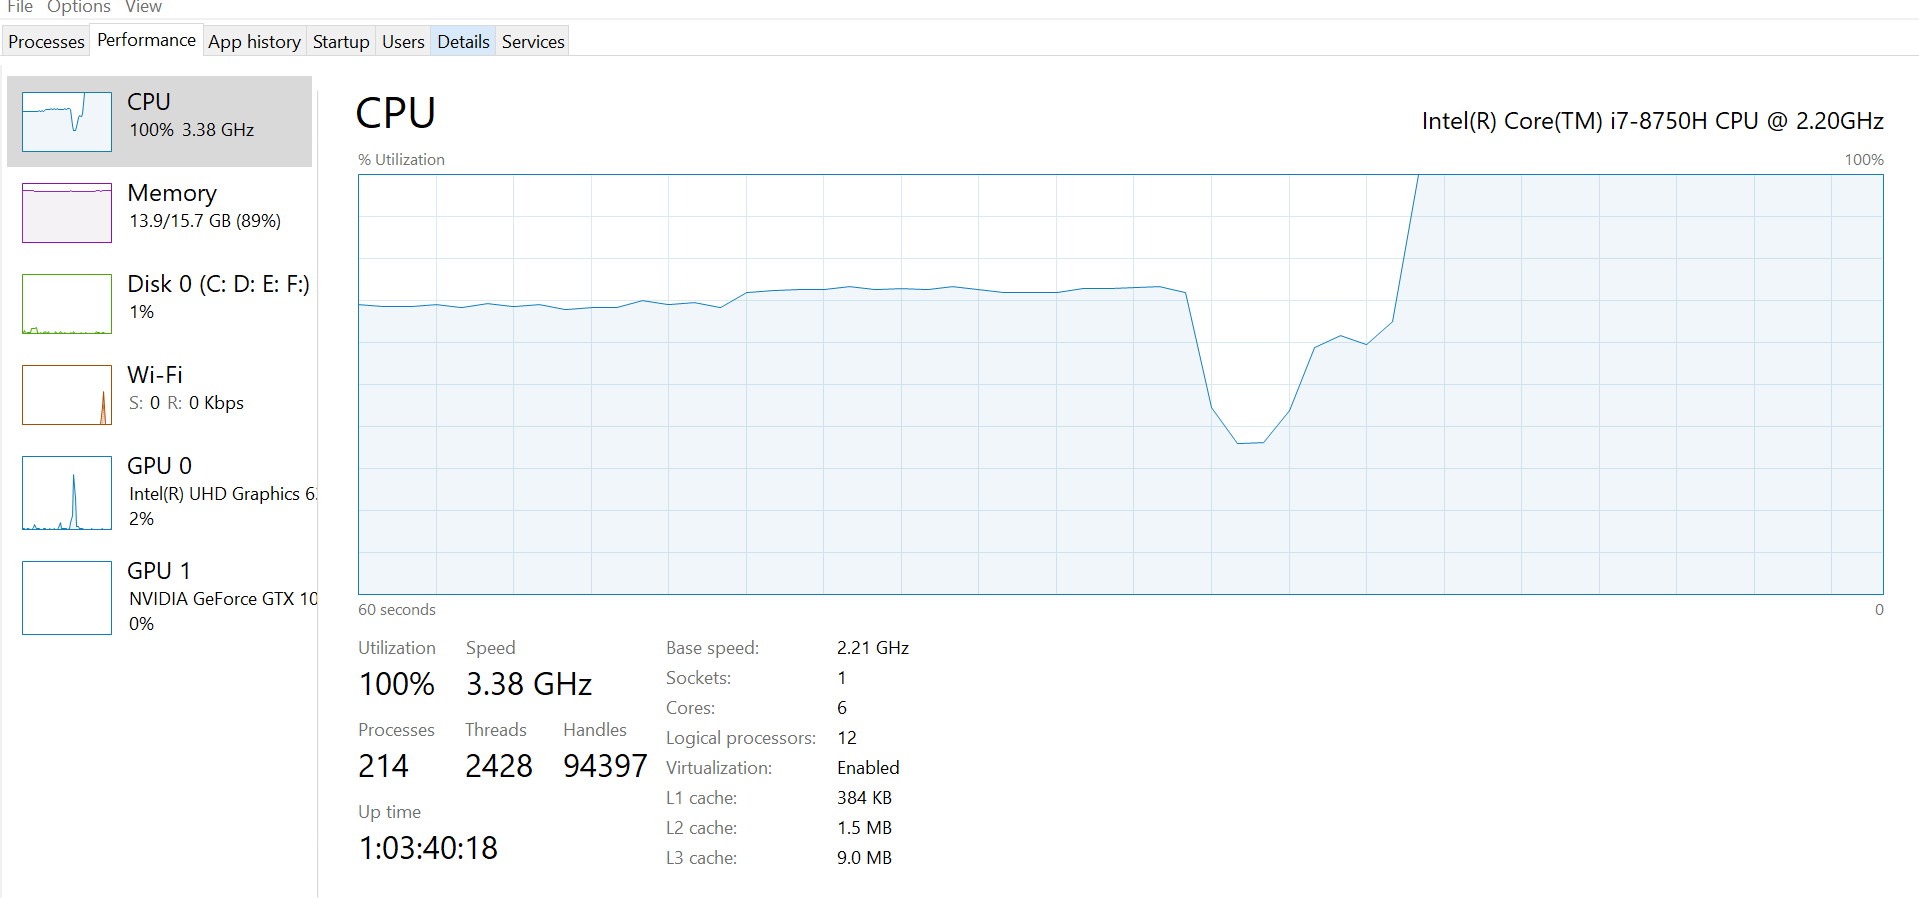 File Options View
Processes Performance App history Startup Users Details Services
CPU
100% 3.38 GHz
Memory
13.9/15.7 GB (89%)
Disk 0 (C: D: E: F:)
1%
Wi-Fi
S: 0 R: 0 Kbps
GPU 0
Intel(R) UHD Graphics 6
2%
GPU 1
NVIDIA GeForce GTX 10
0%
CPU
Intel(R) Core(TM) i7-8750H CPU @ 2.20GHz
% Utilization 100%
60 seconds 0
Utilization Speed
100% 3.38 GHz
Processes Threads Handles
214 2428 94397
Up time
1:03:40:18
Base speed: 2.21 GHz
Sockets: 1
Cores: 6
Logical processors: 12
Virtualization: Enabled
L1 cache: 384 KB
L2 cache: 1.5 MB
L3 cache: 9.0 MB